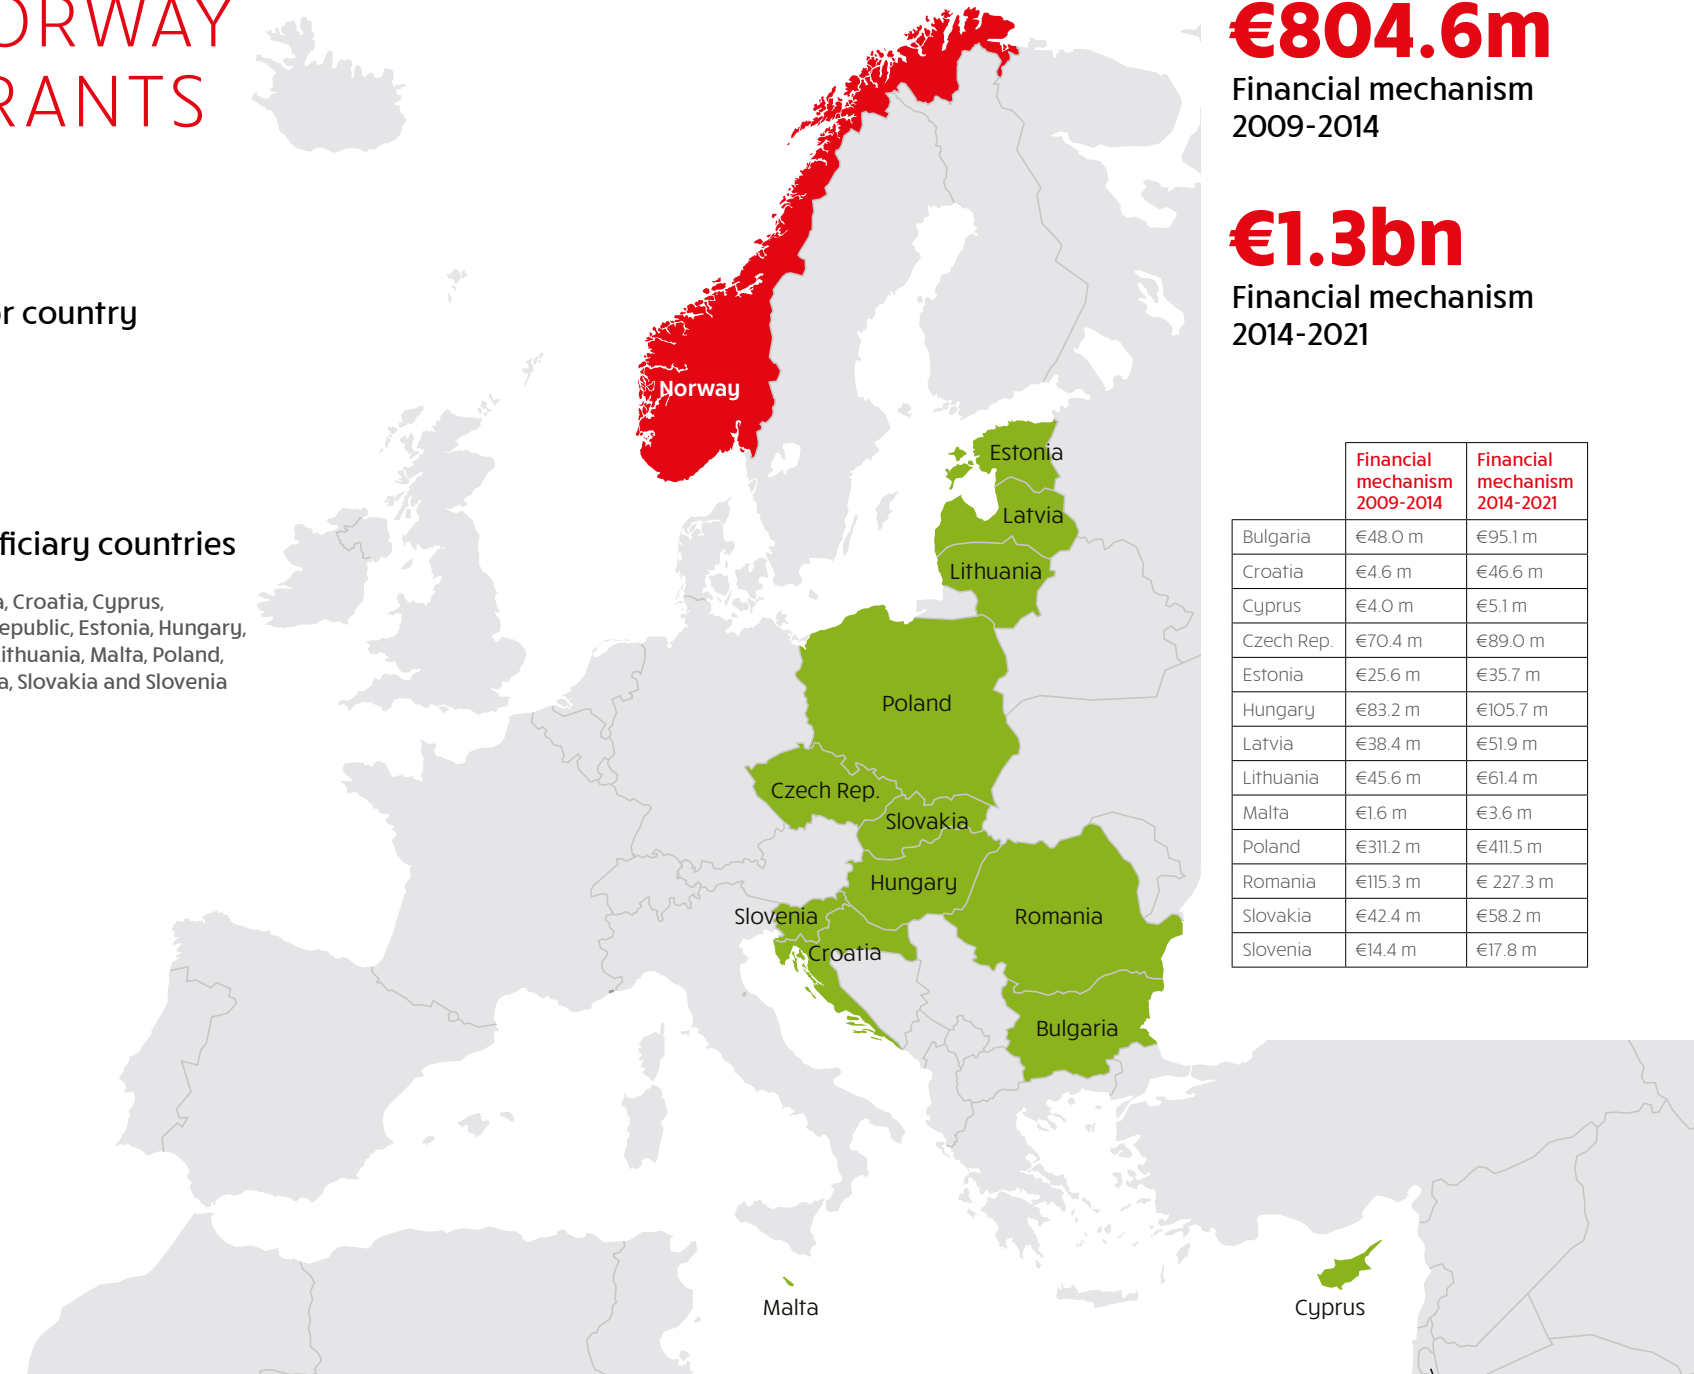 ORWAY
RANTS
or country
ficiary countries
a, Croatia, Cyprus,
epublic, Estonia, Hungary,
ithuania, Malta, Poland,
a, Slovakia and Slovenia
Norway
Estonia
Latvia
Lithuania
Poland
Czech Rep.
Slovakia
Hungary
Slovenia
Croatia
Romania
Bulgaria
Malta
Cyprus
€804.6m
Financial mechanism
2009-2014
€1.3bn
Financial mechanism
2014-2021
Financial mechanism 2009-2014 Financial mechanism 2014-2021
Bulgaria €48.0 m €95.1 m
Croatia €4.6 m €46.6 m
Cyprus €4.0 m €5.1 m
Czech Rep. €70.4 m €89.0 m
Estonia €25.6 m €35.7 m
Hungary €83.2 m €105.7 m
Latvia €38.4 m €51.9 m
Lithuania €45.6 m €61.4 m
Malta €1.6 m €3.6 m
Poland €311.2 m €411.5 m
Romania €115.3 m € 227.3 m
Slovakia €42.4 m €58.2 m
Slovenia €14.4 m €17.8 m